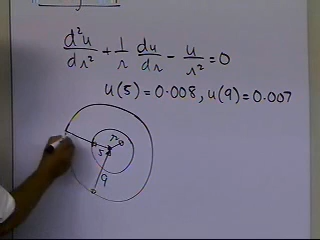 d²u/dr² + 1/r du/dr - u/r² = 0
u(5) = 0.008, u(9) = 0.007
r
5
9